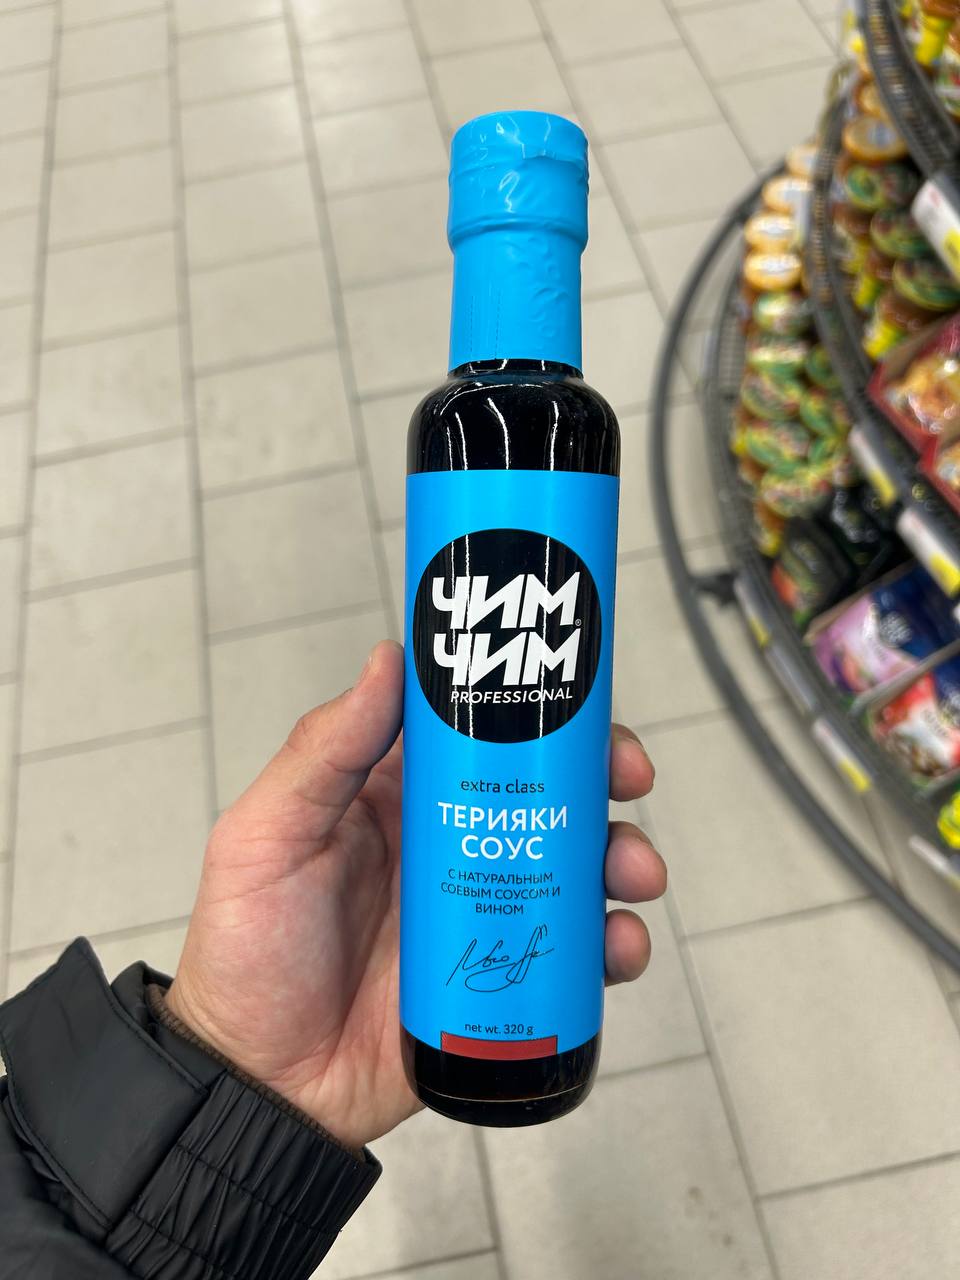 ЧИМ
ЧИМ®
PROFESSIONAL
extra class
ТЕРИЯКИ
СОУС
С НАТУРАЛЬНЫМ
СОЕВЫМ СОУСОМ И
ВИНОМ
net wt. 320 g